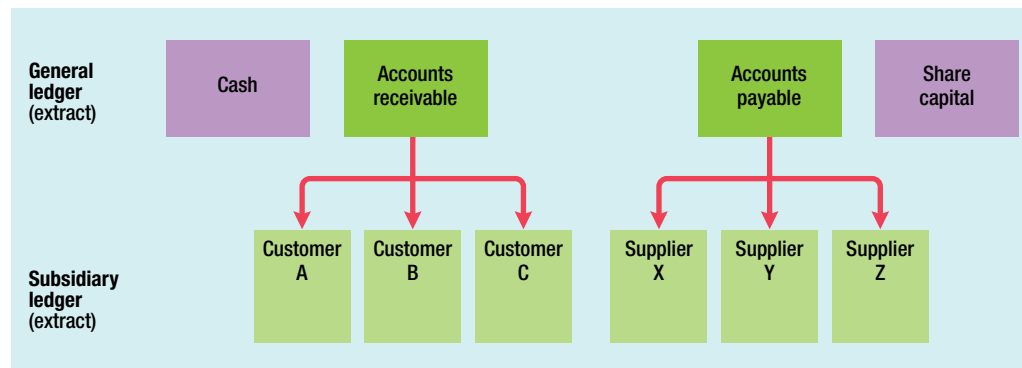 General
ledger
(extract)
Cash
Accounts
receivable
Accounts
payable
Share
capital
Subsidiary
ledger
(extract)
Customer
A
Customer
B
Customer
C
Supplier
X
Supplier
Y
Supplier
Z